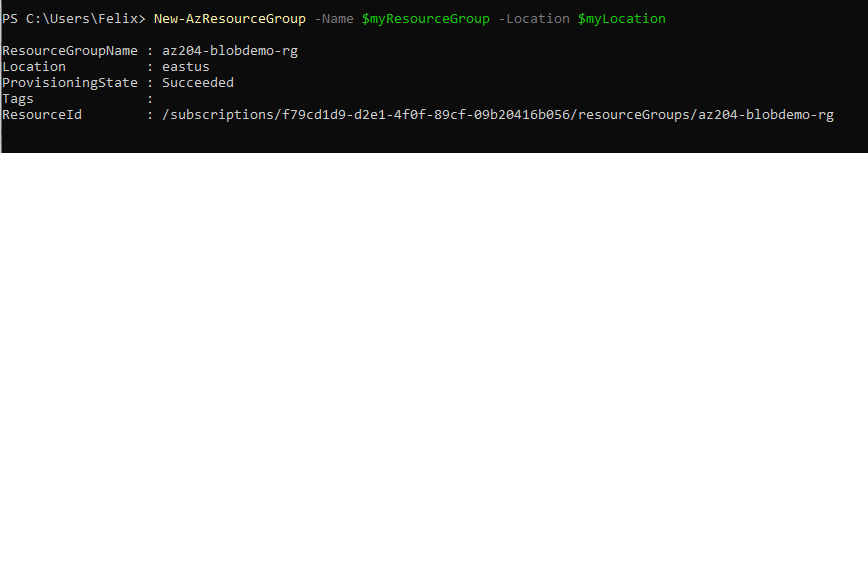 PS C:\Users\Felix> New-AzResourceGroup -Name $myResourceGroup -Location $myLocation
ResourceGroupName : az204-blobdemo-rg
Location          : eastus
ProvisioningState : Succeeded
Tags              :
ResourceId        : /subscriptions/f79cd1d9-d2e1-4f0f-89cf-09b20416b056/resourceGroups/az204-blobdemo-rg